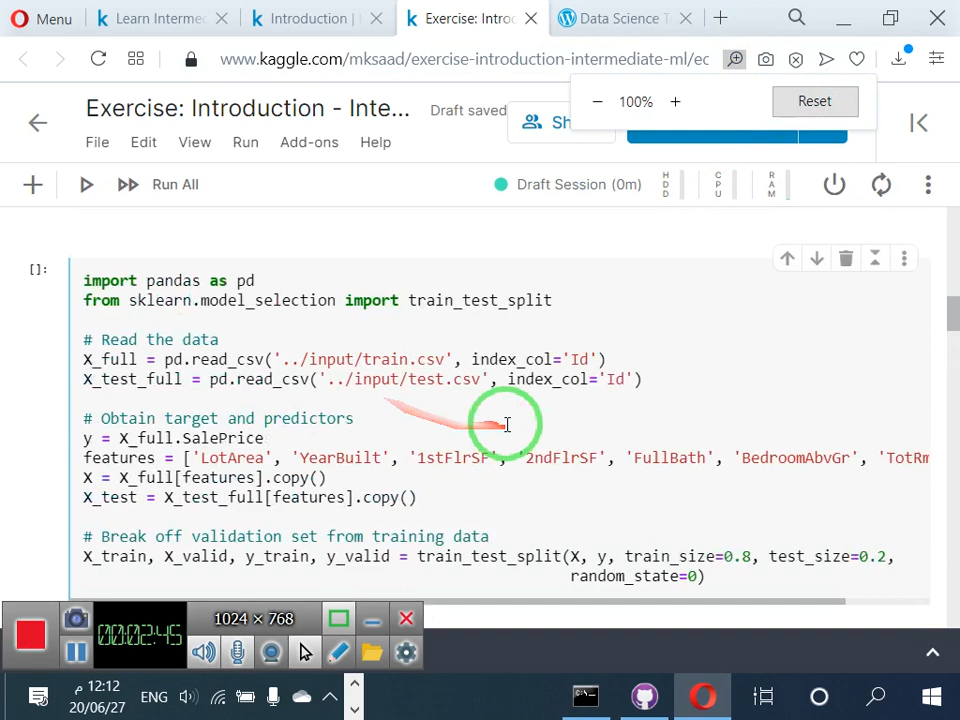 Menu
Learn Interme
Introduction |
Exercise: Intro
Data Science T
www.kaggle.com/mksaad/exercise-introduction-intermediate-ml/ec
100%
Reset
Exercise: Introduction - Inte...
Draft saved
Sh
File Edit View Run Add-ons Help
Run All
Draft Session (0m)
HDD
CPU
RAM
[]:
import pandas as pd
from sklearn.model_selection import train_test_split
# Read the data
X_full = pd.read_csv('../input/train.csv', index_col='Id')
X_test_full = pd.read_csv('../input/test.csv', index_col='Id')
# Obtain target and predictors
y = X_full.SalePrice
features = ['LotArea', 'YearBuilt', '1stFlrSF', '2ndFlrSF', 'FullBath', 'BedroomAbvGr', 'TotRm
X = X_full[features].copy()
X_test = X_test_full[features].copy()
# Break off validation set from training data
X_train, X_valid, y_train, y_valid = train_test_split(X, y, train_size=0.8, test_size=0.2,
random_state=0)
1024 × 768
00:02:45
12:12 م
ENG
20/06/27